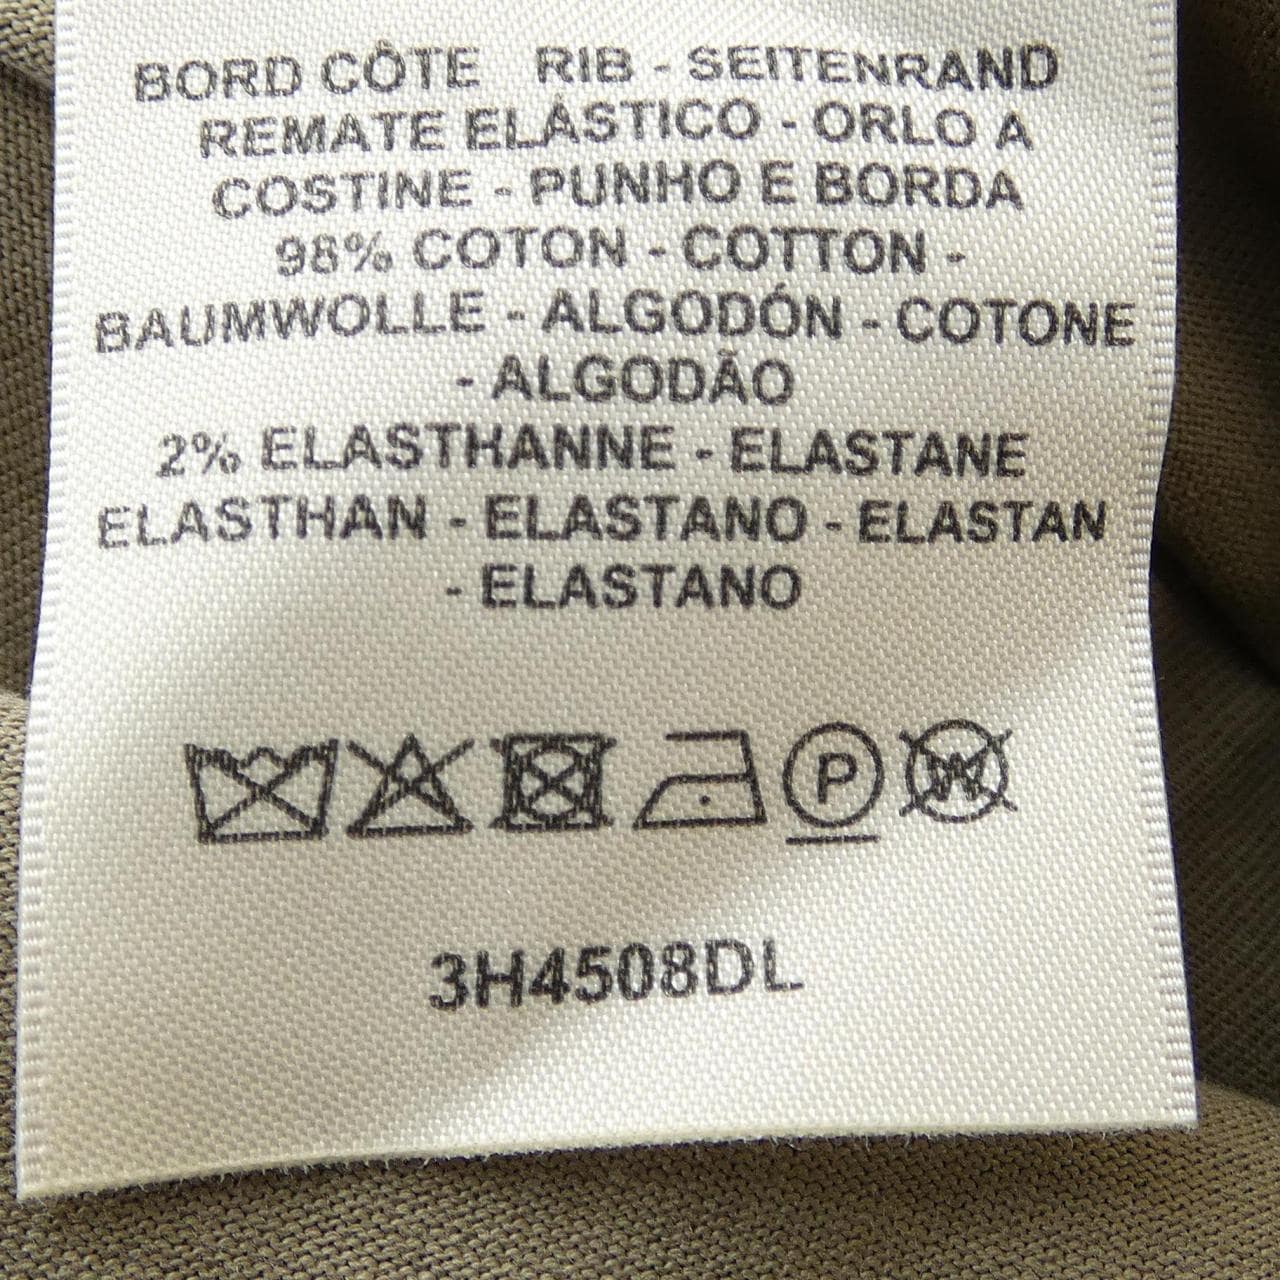 BORD CÔTE RIB - SEITENRAND
REMATE ELÁSTICO - ORLO A
COSTINE - PUNHO E BORDA
98% COTON - COTTON -
BAUMWOLLE - ALGODÓN - COTONE
- ALGODÃO
2% ELASTHANNE - ELASTANE
ELASTHAN - ELASTANO - ELASTAN
- ELASTANO
P W
3H4508DL